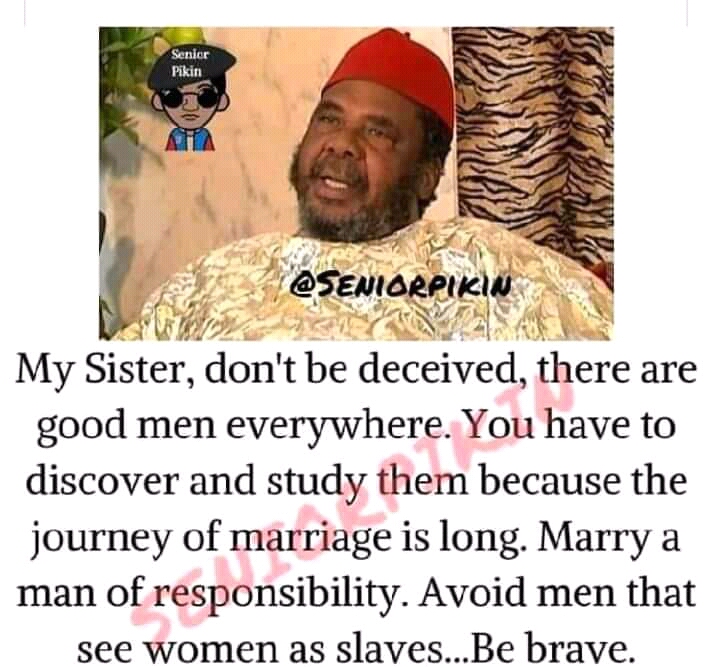 Senior
Pikin
@SENIORPIKIN
My Sister, don't be deceived, there are
good men everywhere. You have to
discover and study them because the
journey of marriage is long. Marry a
man of responsibility. Avoid men that
see women as slaves...Be brave.
SENIORPIKIN